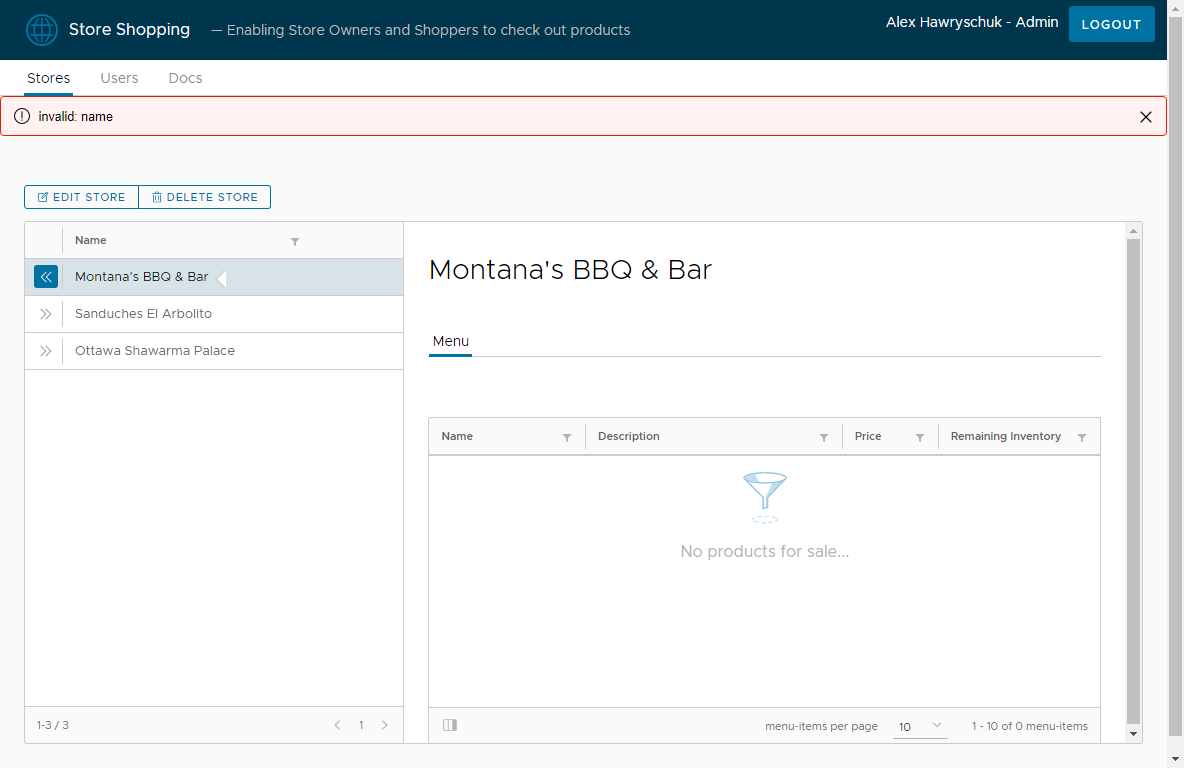 Store Shopping — Enabling Store Owners and Shoppers to check out products Alex Hawryschuk - Admin LOGOUT
Stores Users Docs
invalid: name
EDIT STORE DELETE STORE
Name
Montana's BBQ & Bar
Sanduches El Arbolito
Ottawa Shawarma Palace
1-3 / 3 1
Montana's BBQ & Bar
Menu
Name Description Price Remaining Inventory
No products for sale...
menu-items per page 10 1 - 10 of 0 menu-items